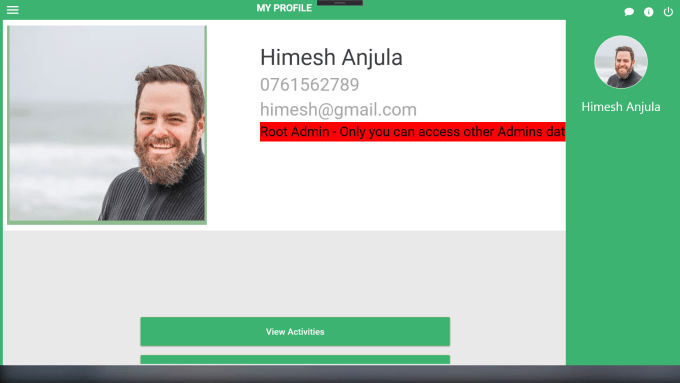 MY PROFILE
Himesh Anjula
0761562789
himesh@gmail.com
Root Admin - Only you can access other Admins dat
Himesh Anjula
View Activities